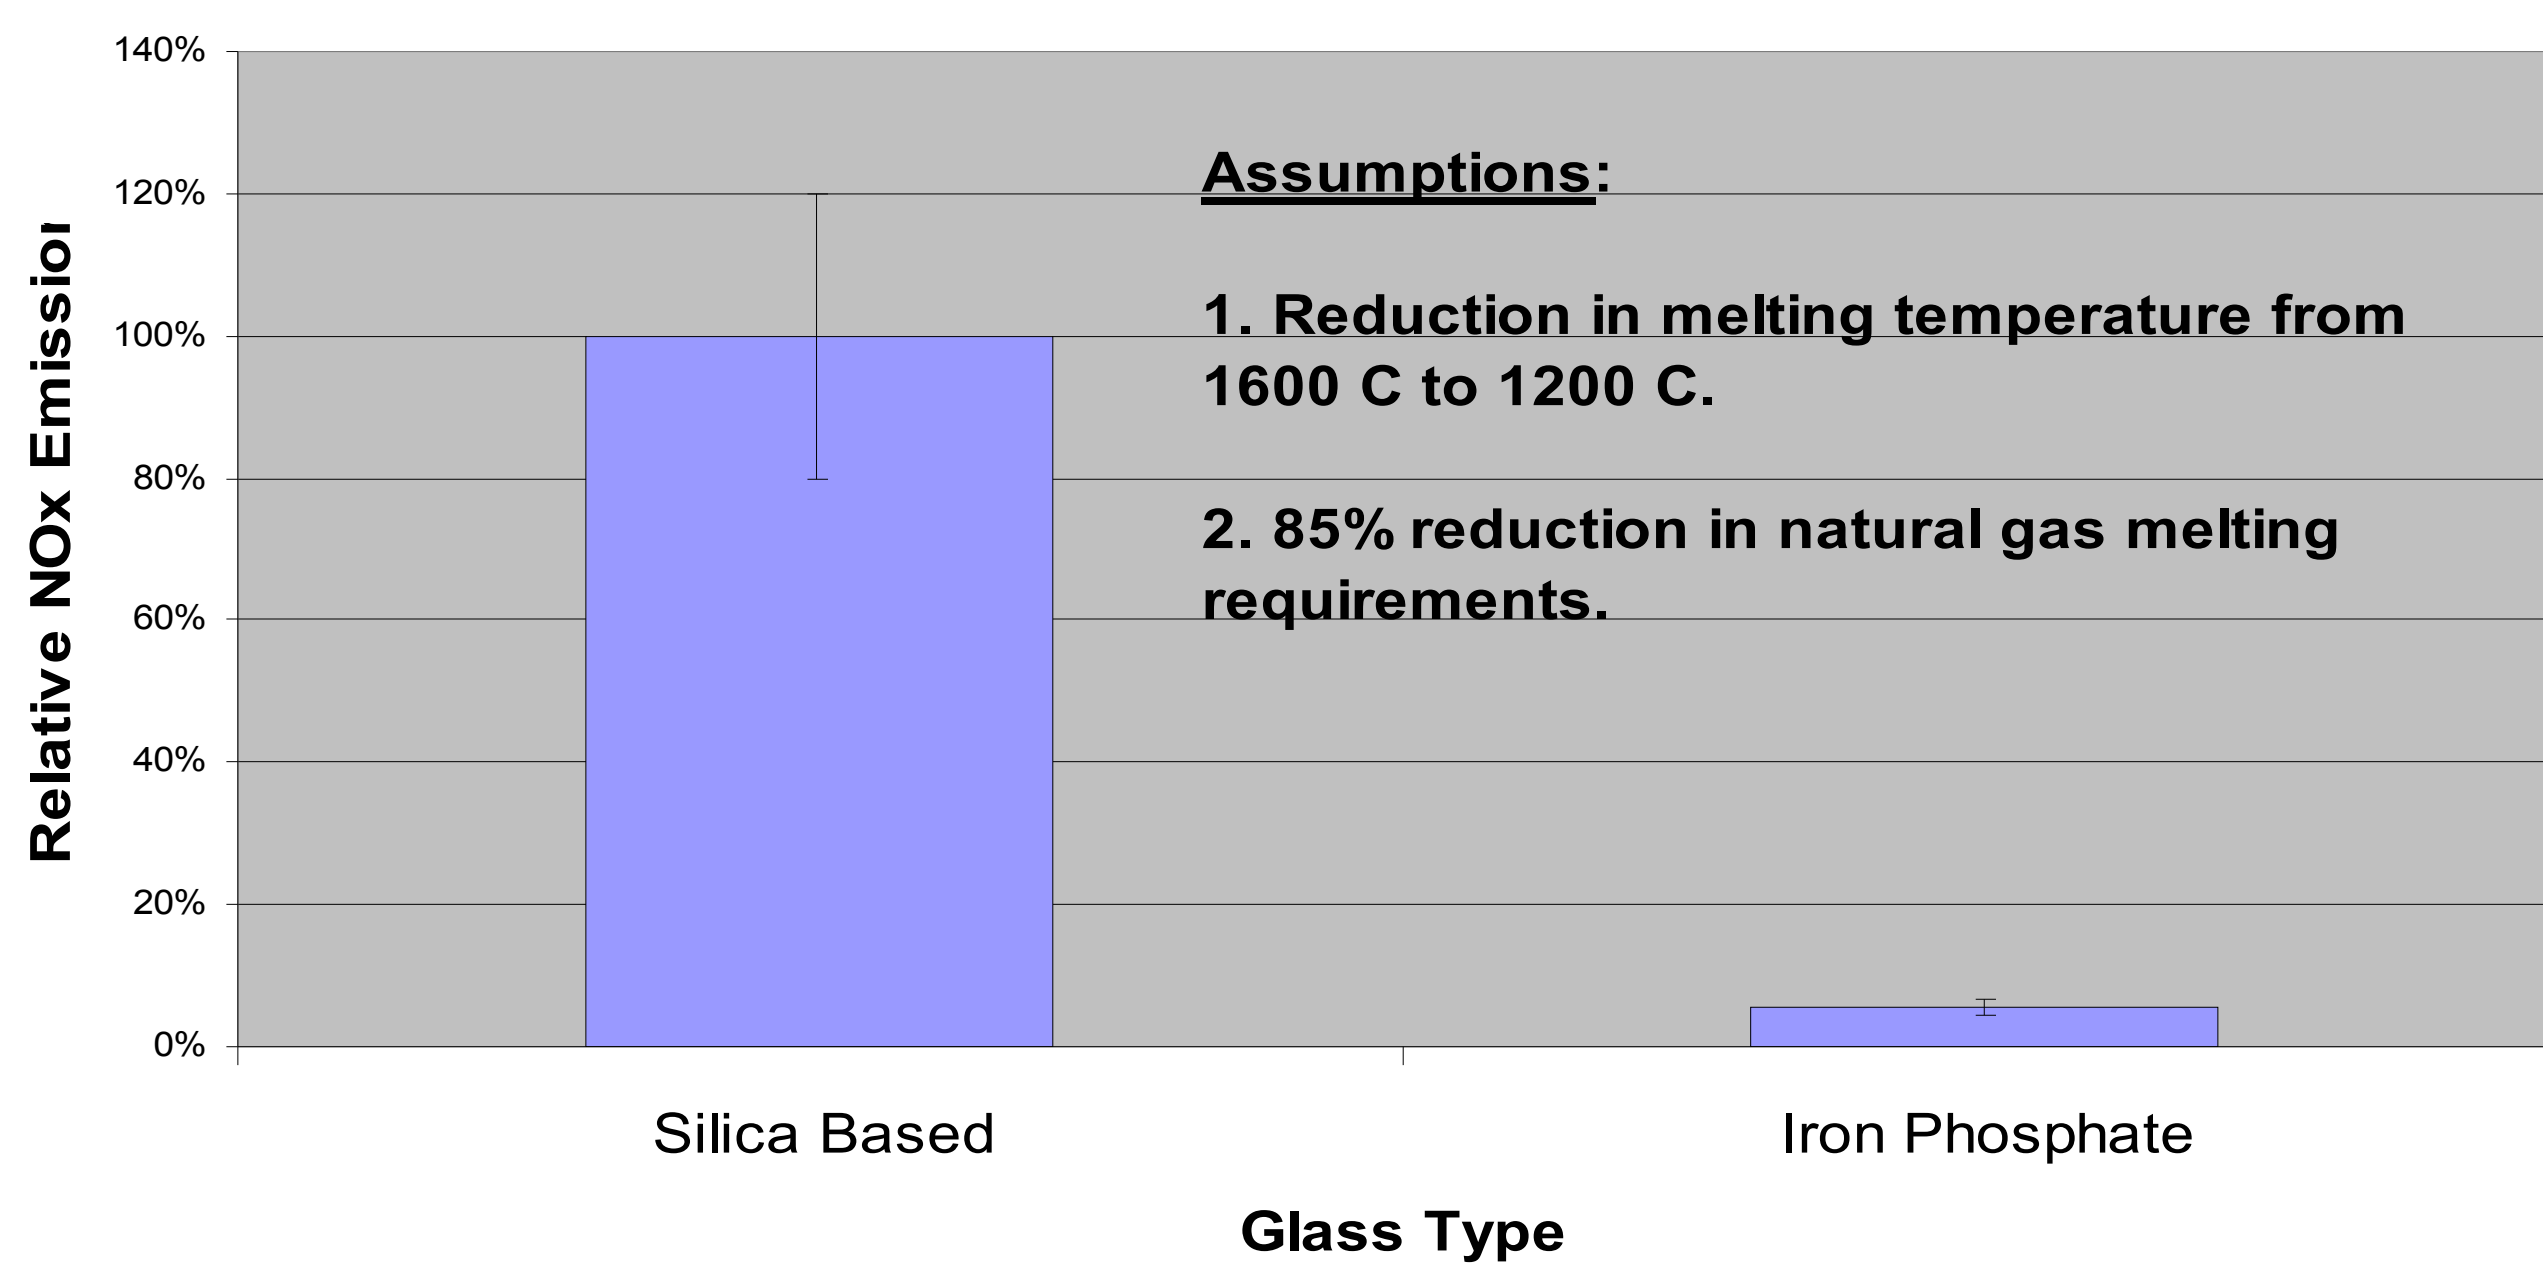 140%
120%
100%
80%
60%
40%
20%
0%
Relative NOx Emission
Assumptions:
1. Reduction in melting temperature from
1600 C to 1200 C.
2. 85% reduction in natural gas melting
requirements.
Silica Based
Iron Phosphate
Glass Type